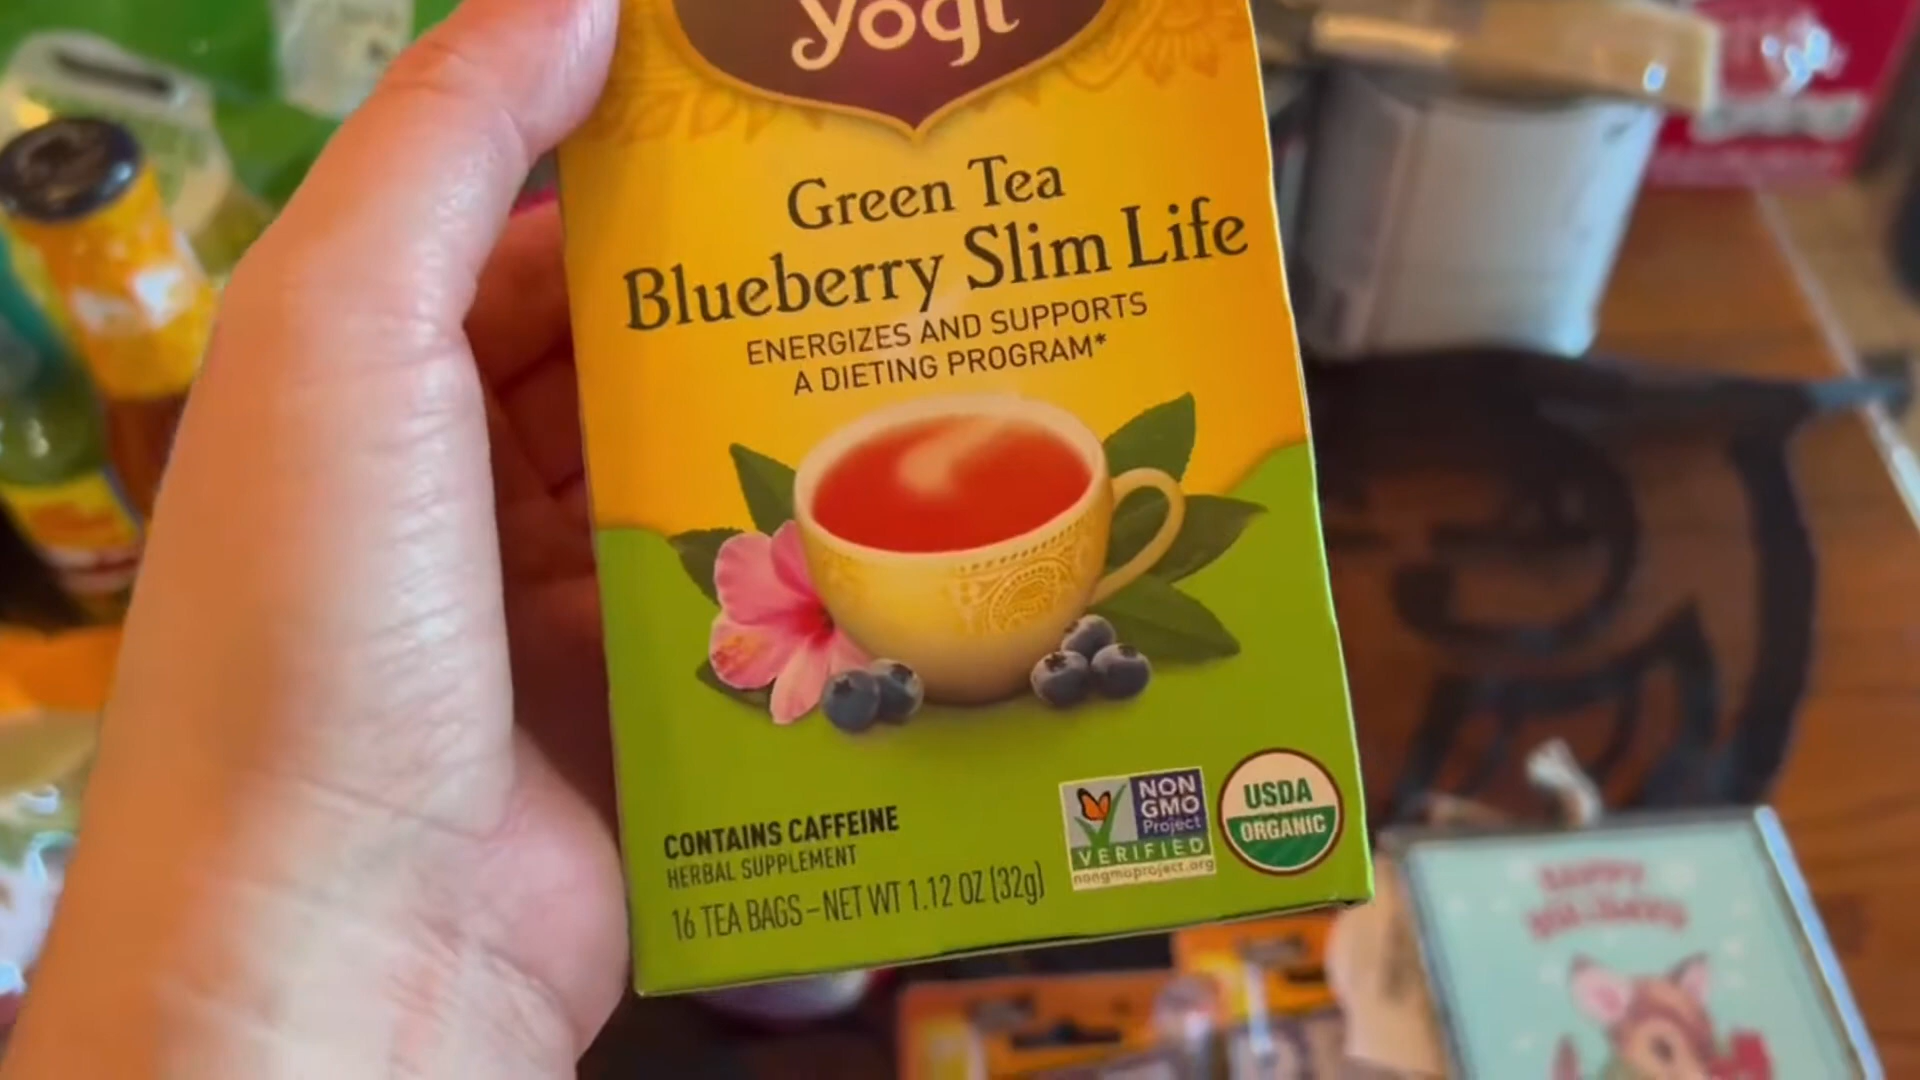 yogi
Green Tea
Blueberry Slim Life
ENERGIZES AND SUPPORTS
A DIETING PROGRAM*
CONTAINS CAFFEINE
HERBAL SUPPLEMENT
16 TEA BAGS – NET WT 1.12 OZ (32g)
NON
GMO
Project
VERIFIED
nongmoproject.org
USDA
ORGANIC